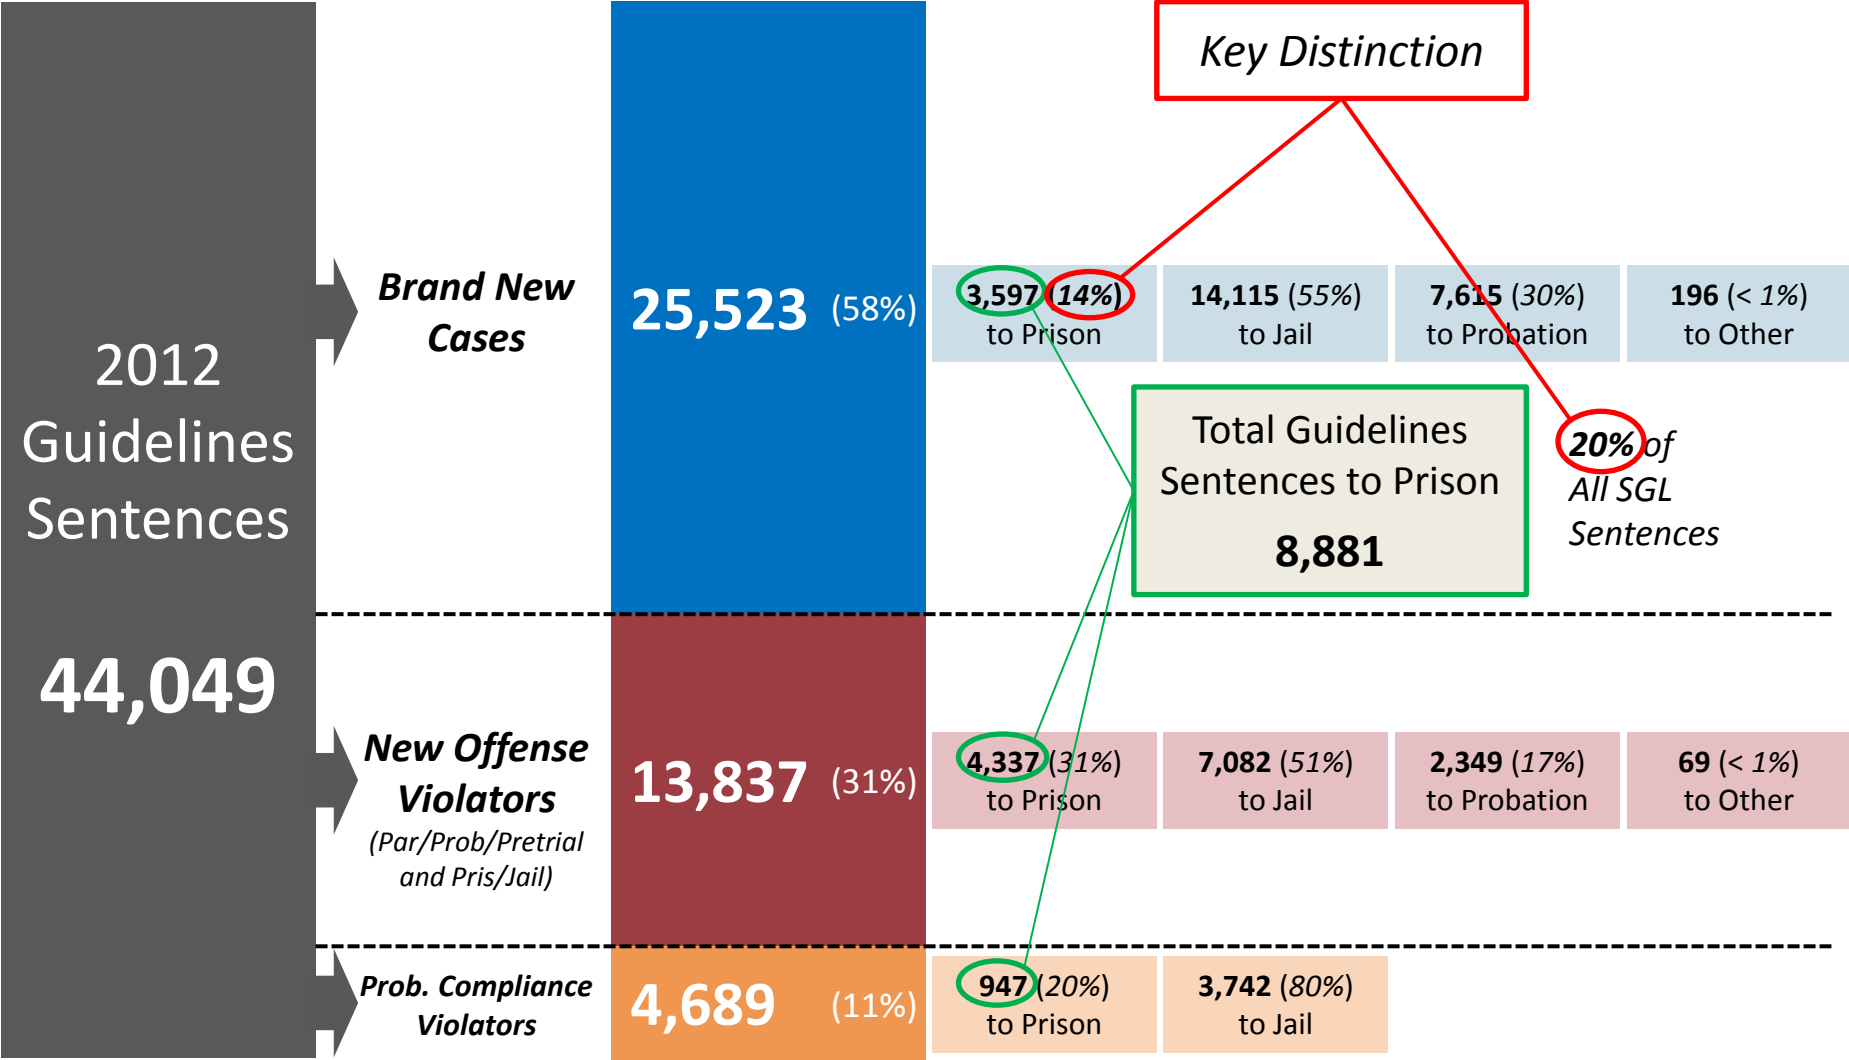 Key Distinction
2012
Guidelines
Sentences
44,049
Brand New
Cases
25,523 (58%)
3,597 (14%)
to Prison
14,115 (55%)
to Jail
7,615 (30%)
to Probation
196 (< 1%)
to Other
Total Guidelines
Sentences to Prison
8,881
20% of
All SGL
Sentences
New Offense
Violators
(Par/Prob/Pretrial
and Pris/Jail)
13,837 (31%)
4,337 (31%)
to Prison
7,082 (51%)
to Jail
2,349 (17%)
to Probation
69 (< 1%)
to Other
Prob. Compliance
Violators
4,689 (11%)
947 (20%)
to Prison
3,742 (80%)
to Jail